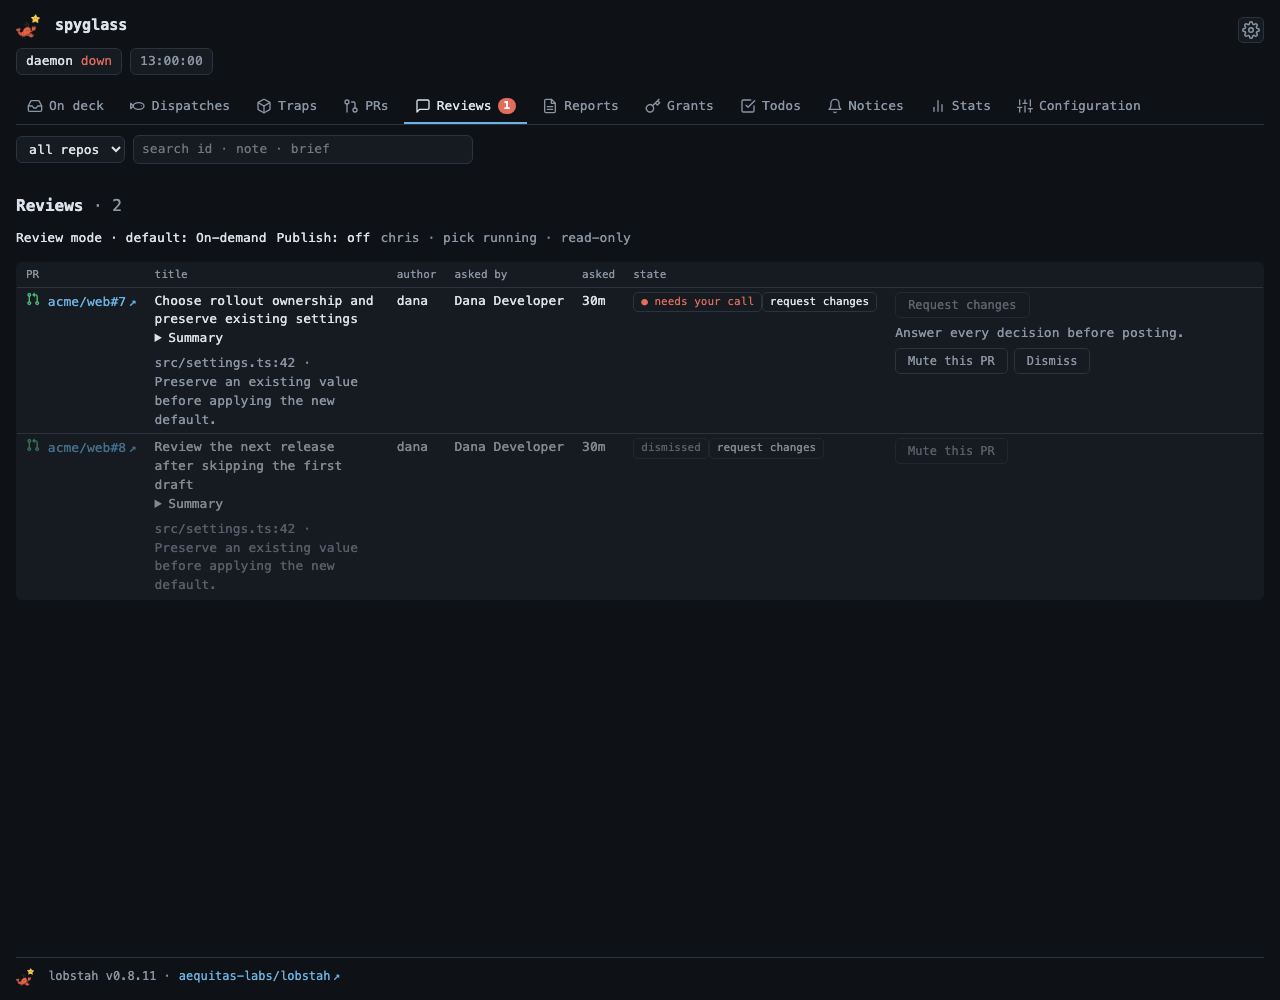 spyglass
daemon down 13:00:00
On deck Dispatches Traps PRs Reviews 1 Reports Grants Todos Notices Stats Configuration
all repos search id · note · brief
Reviews · 2
Review mode · default: On-demand Publish: off chris · pick running · read-only
PR title author asked by asked state
acme/web#7↗ Choose rollout ownership and dana Dana Developer 30m ● needs your call request changes Request changes
preserve existing settings
Answer every decision before posting.
▶ Summary
Mute this PR Dismiss
src/settings.ts:42 ·
Preserve an existing value
before applying the new
default.
acme/web#8↗ Review the next release dana Dana Developer 30m dismissed request changes Mute this PR
after skipping the first
draft
▶ Summary
src/settings.ts:42 ·
Preserve an existing value
before applying the new
default.
lobstah v0.8.11 · aequitas-labs/lobstah↗